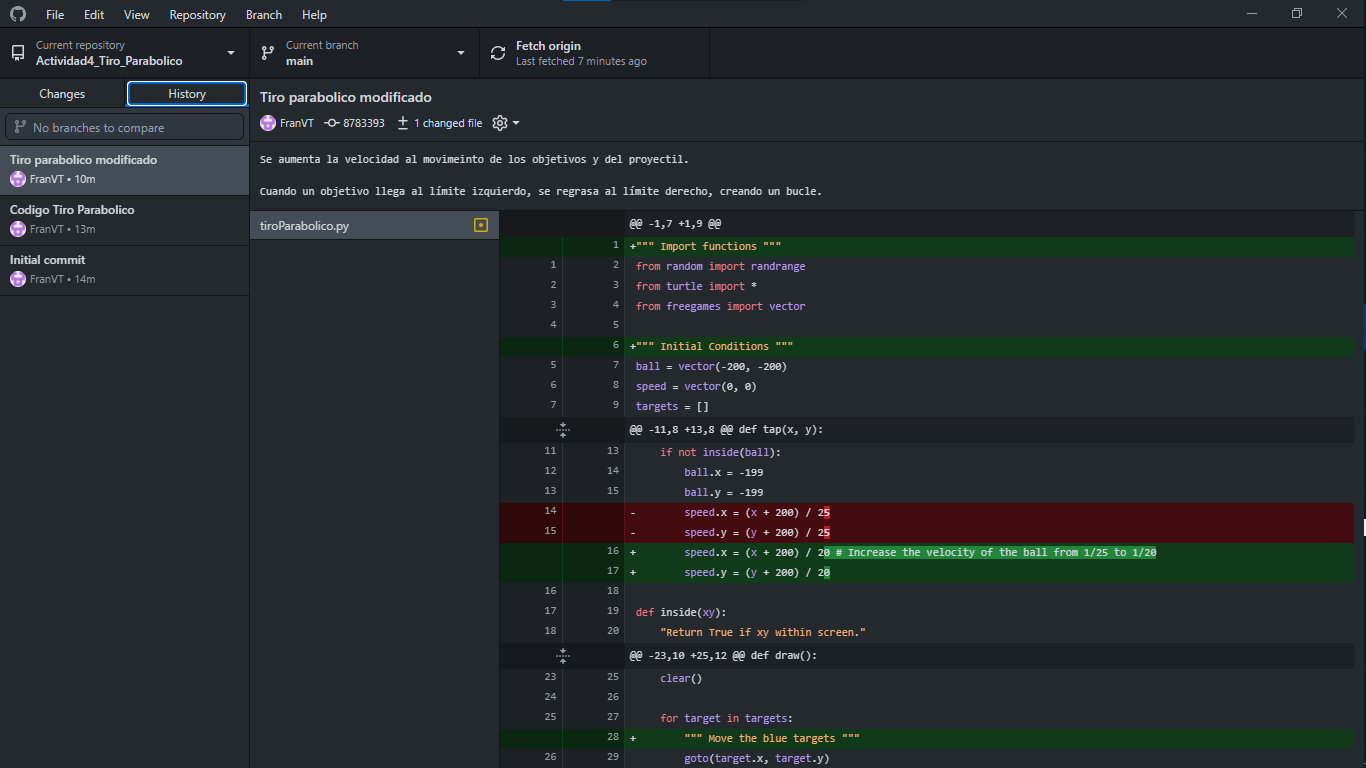 File Edit View Repository Branch Help
Current repository
Actividad4_Tiro_Parabolico
Current branch
main
Fetch origin
Last fetched 7 minutes ago
Changes History
No branches to compare
Tiro parabolico modificado
FranVT • 10m
Codigo Tiro Parabolico
FranVT • 13m
Initial commit
FranVT • 14m
Tiro parabolico modificado
FranVT 8783393 1 changed file
Se aumenta la velocidad al movimeinto de los objetivos y del proyectil.
Cuando un objetivo llega al límite izquierdo, se regrasa al límite derecho, creando un bucle.
tiroParabolico.py
@@ -1,7 +1,9 @@
1 +""" Import functions """
1 2 from random import randrange
2 3 from turtle import *
3 4 from freegames import vector
4 5
6 +""" Initial Conditions """
5 7 ball = vector(-200, -200)
6 8 speed = vector(0, 0)
7 9 targets = []
@@ -11,8 +13,8 @@ def tap(x, y):
11 13 if not inside(ball):
12 14 ball.x = -199
13 15 ball.y = -199
14 - speed.x = (x + 200) / 25
15 - speed.y = (y + 200) / 25
16 + speed.x = (x + 200) / 20 # Increase the velocity of the ball from 1/25 to 1/20
17 + speed.y = (y + 200) / 20
16 18
17 19 def inside(xy):
18 20 "Return True if xy within screen."
@@ -23,10 +25,12 @@ def draw():
23 25 clear()
24 26
25 27 for target in targets:
28 + """ Move the blue targets """
26 29 goto(target.x, target.y)